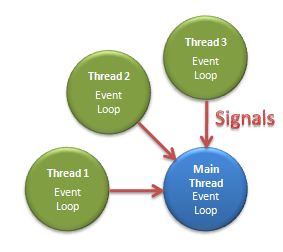 Thread 3
Event
Loop
Thread 2
Event
Loop
Signals
Thread 1
Event
Loop
Main
Thread
Event
Loop